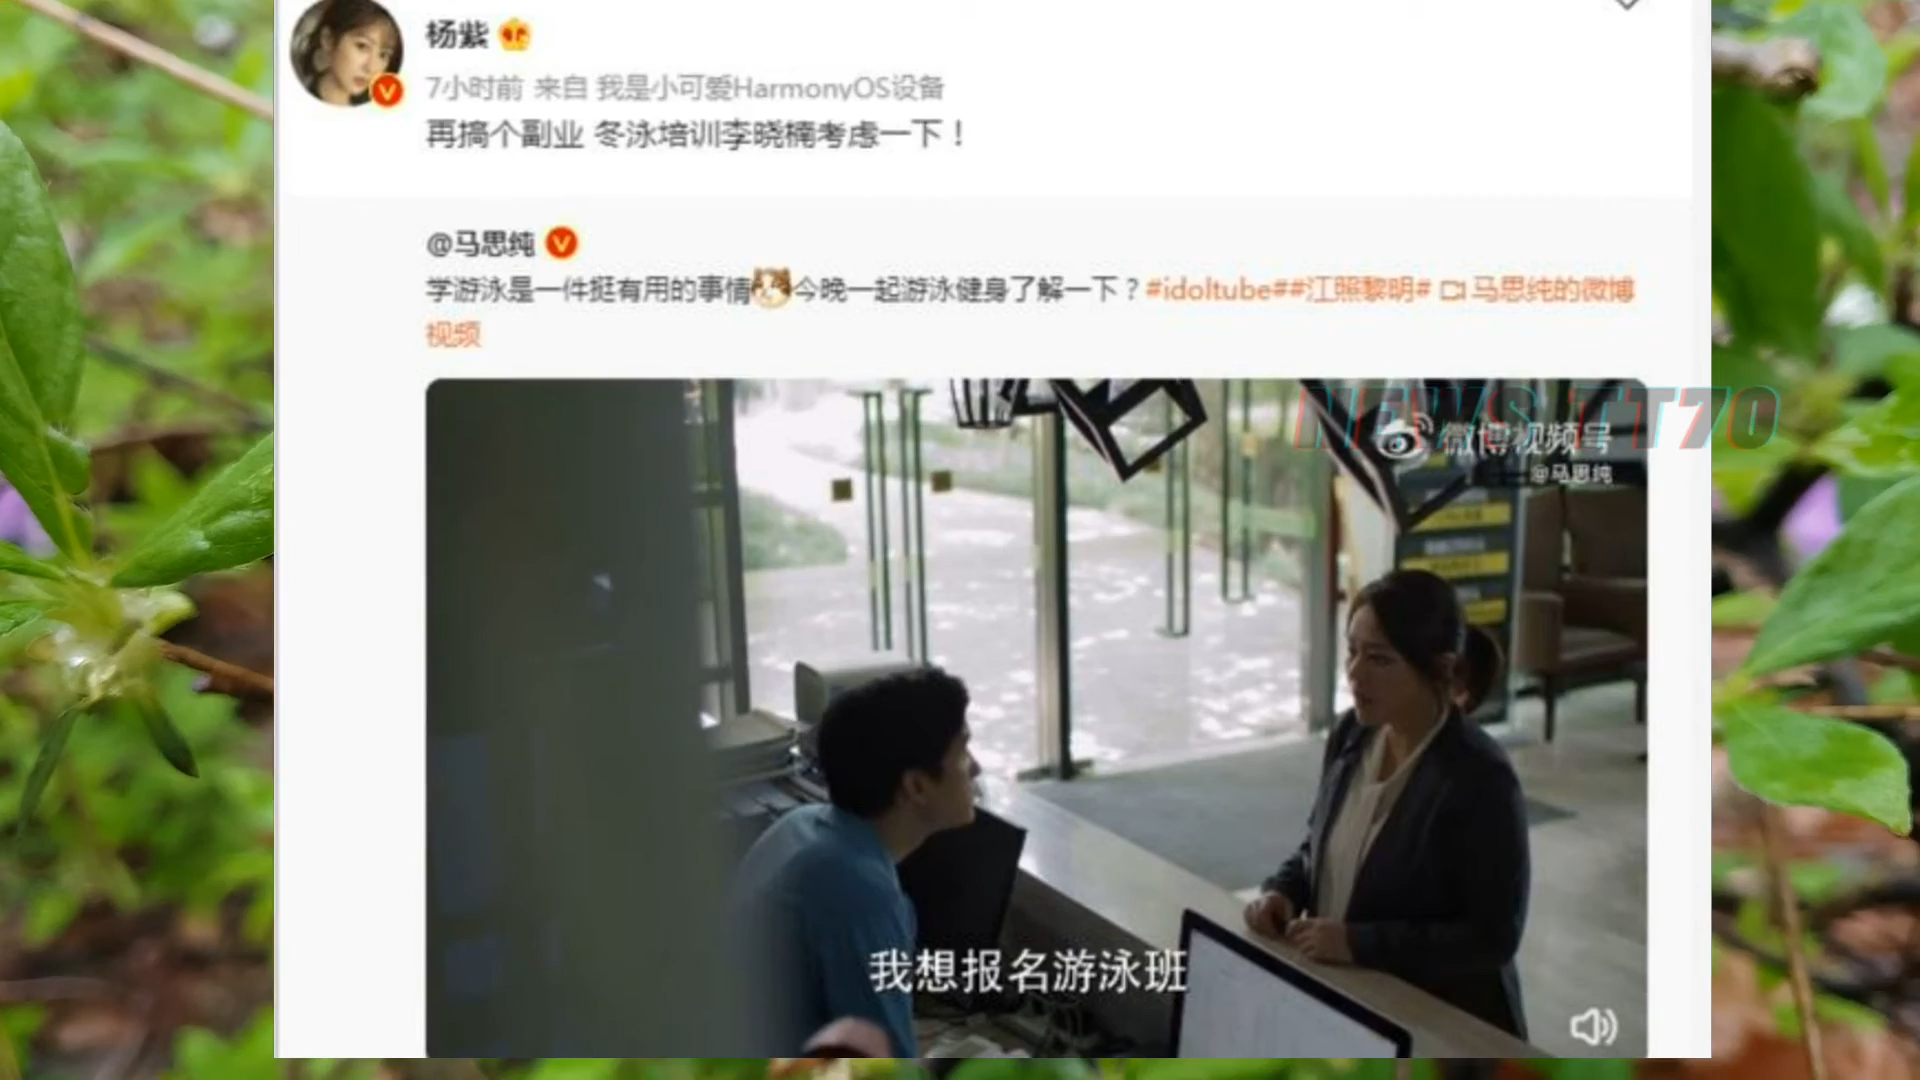 杨紫
7小时前 来自 我是小可爱HarmonyOS设备
再搞个副业 冬泳培训李晓楠考虑一下！
@马思纯
学游泳是一件挺有用的事情 今晚一起游泳健身了解一下？#idoltube##江照黎明# 马思纯的微博
视频
NEWS TT70
微博视频号
@马思纯
我想报名游泳班